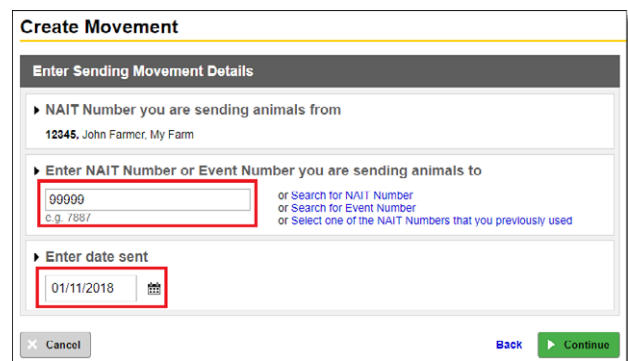 Create Movement
Enter Sending Movement Details
NAIT Number you are sending animals from
12345, John Farmer, My Farm
Enter NAIT Number or Event Number you are sending animals to
99999
c.g. 7887
or Search for NAIT Number
or Search for Event Number
or Select one of the NAIT Numbers that you previously used
Enter date sent
01/11/2018
Cancel
Back
Continue